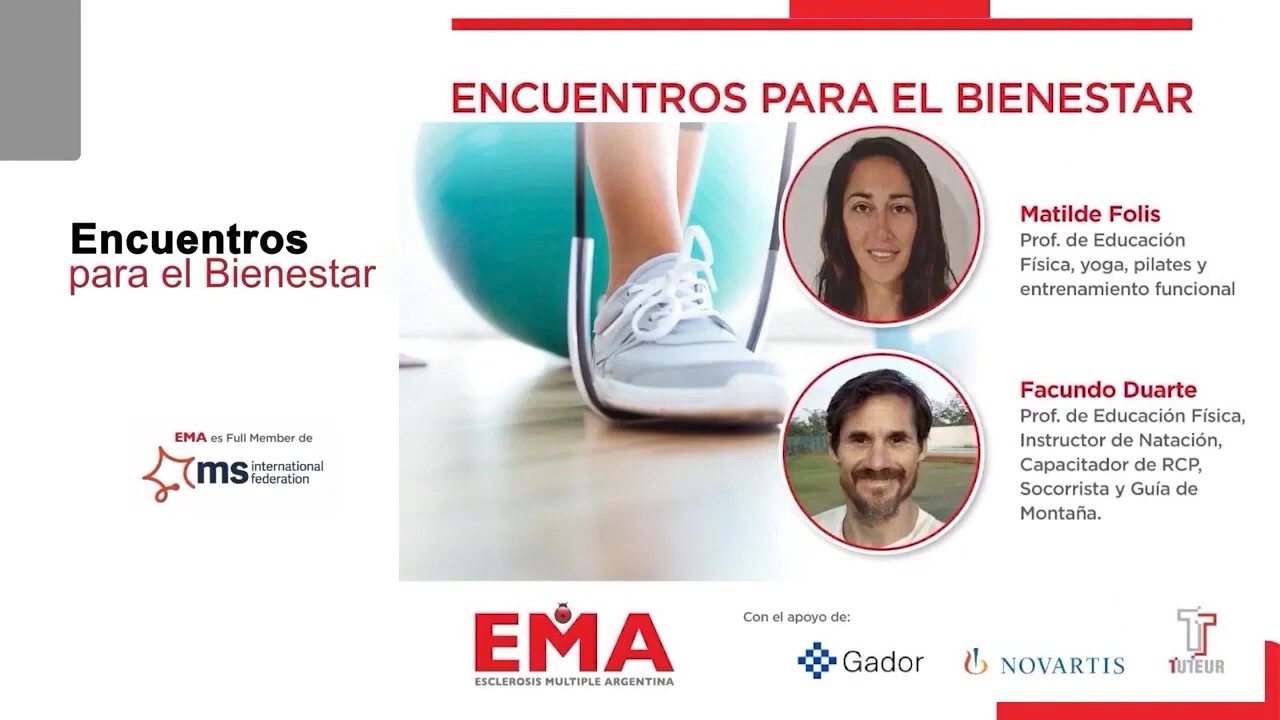 ENCUENTROS PARA EL BIENESTAR
Encuentros
para el Bienestar
EMA es Full Member de
ms international
federation
Matilde Folis
Prof. de Educación
Física, yoga, pilates y
entrenamiento funcional
Facundo Duarte
Prof. de Educación Física,
Instructor de Natación,
Capacitador de RCP,
Socorrista y Guía de
Montaña.
EMA
ESCLEROSIS MULTIPLE ARGENTINA
Con el apoyo de:
Gador
NOVARTIS
TUTEUR